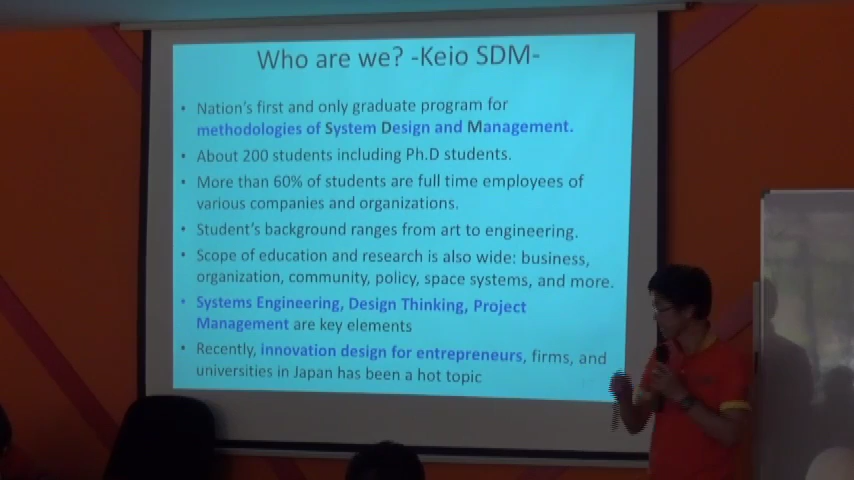 Who are we? -Keio SDM-
• Nation's first and only graduate program for
methodologies of System Design and Management.
• About 200 students including Ph.D students.
• More than 60% of students are full time employees of
various companies and organizations.
• Student's background ranges from art to engineering.
• Scope of education and research is also wide: business,
organization, community, policy, space systems, and more.
• Systems Engineering, Design Thinking, Project
Management are key elements
• Recently, innovation design for entrepreneurs, firms, and
universities in Japan has been a hot topic